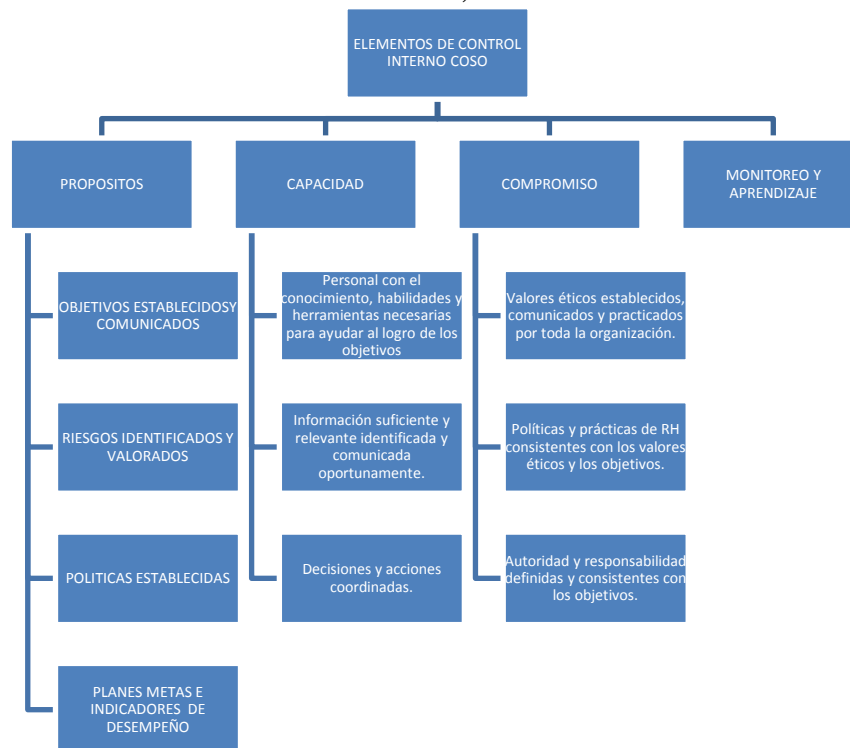 ELEMENTOS DE CONTROL
INTERNO COSO
PROPOSITOS
OBJETIVOS ESTABLECIDOSY
COMUNICADOS
RIESGOS IDENTIFICADOS Y
VALORADOS
POLITICAS ESTABLECIDAS
PLANES METAS E
INDICADORES DE
DESEMPEÑO
CAPACIDAD
Personal con el
conocimiento, habilidades y
herramientas necesarias
para ayudar al logro de los
objetivos
Información suficiente y
relevante identificada y
comunicada
oportunamente.
Decisiones y acciones
coordinadas.
COMPROMISO
Valores éticos establecidos,
comunicados y practicados
por toda la organización.
Políticas y prácticas de RH
consistentes con los valores
éticos y los objetivos.
Autoridad y responsabilidad
definidas y consistentes con
los objetivos.
MONITOREO Y
APRENDIZAJE